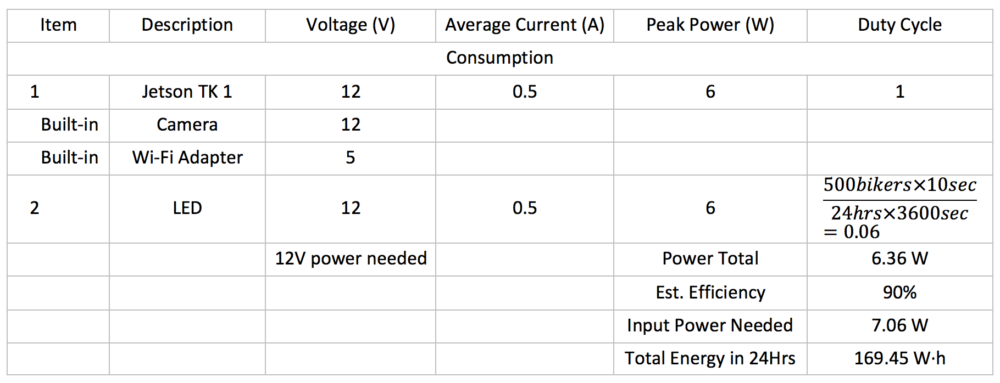 Item Description Voltage (V) Average Current (A) Peak Power (W) Duty Cycle
Consumption
1 Jetson TK 1 12 0.5 6 1
Built-in Camera 12
Built-in Wi-Fi Adapter 5
2 LED 12 0.5 6 500bikers×10sec
24hrs×3600sec
= 0.06
12V power needed Power Total 6.36 W
Est. Efficiency 90%
Input Power Needed 7.06 W
Total Energy in 24Hrs 169.45 W·h